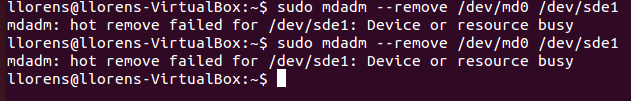 llorens@llorens-VirtualBox:~$ sudo mdadm --remove /dev/md0 /dev/sde1
mdadm: hot remove failed for /dev/sde1: Device or resource busy
llorens@llorens-VirtualBox:~$ sudo mdadm --remove /dev/md0 /dev/sde1
mdadm: hot remove failed for /dev/sde1: Device or resource busy
llorens@llorens-VirtualBox:~$